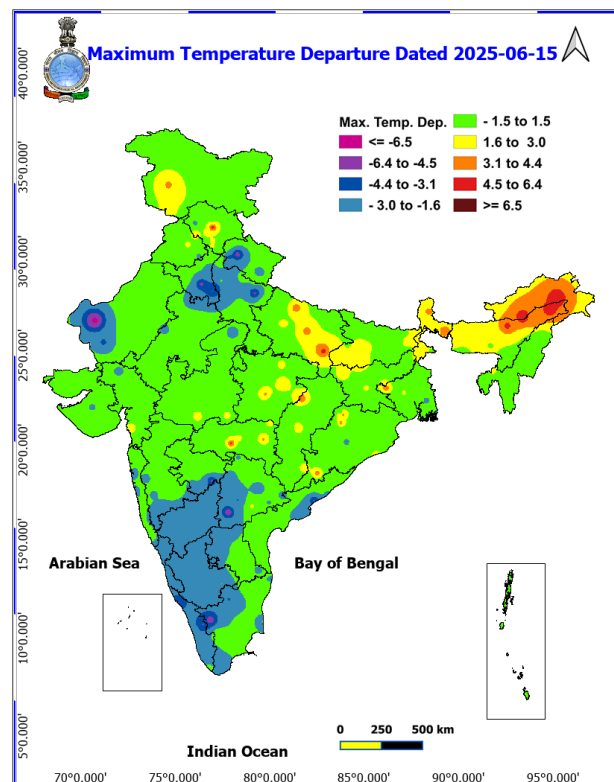 Maximum Temperature Departure Dated 2025-06-15
Max. Temp. Dep.
<= -6.5
-6.4 to -4.5
-4.4 to -3.1
- 3.0 to -1.6
- 1.5 to 1.5
1.6 to 3.0
3.1 to 4.4
4.5 to 6.4
>= 6.5
40°0.000'
35°0.000'
30°0.000'
25°0.000'
20°0.000'
15°0.000'
10°0.000'
5°0.000'
Arabian Sea
Bay of Bengal
Indian Ocean
0 250 500 km
70°0.000' 75°0.000' 80°0.000' 85°0.000' 90°0.000' 95°0.000'